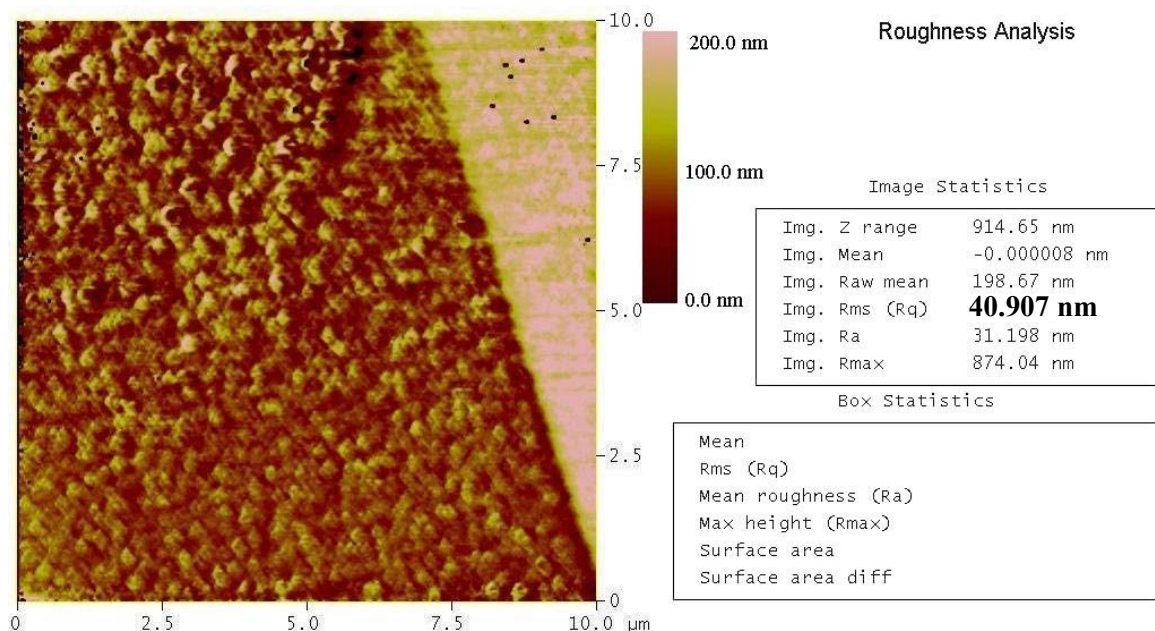 Roughness Analysis
10.0
200.0 nm
7.5
100.0 nm
0.0 nm
5.0
2.5
0
0 2.5 5.0 7.5 10.0 µm
Image Statistics
Img. Z range 914.65 nm
Img. Mean -0.000008 nm
Img. Raw mean 198.67 nm
Img. Rms (Rq) 40.907 nm
Img. Ra 31.198 nm
Img. Rmax 874.04 nm
Box Statistics
Mean
Rms (Rq)
Mean roughness (Ra)
Max height (Rmax)
Surface area
Surface area diff